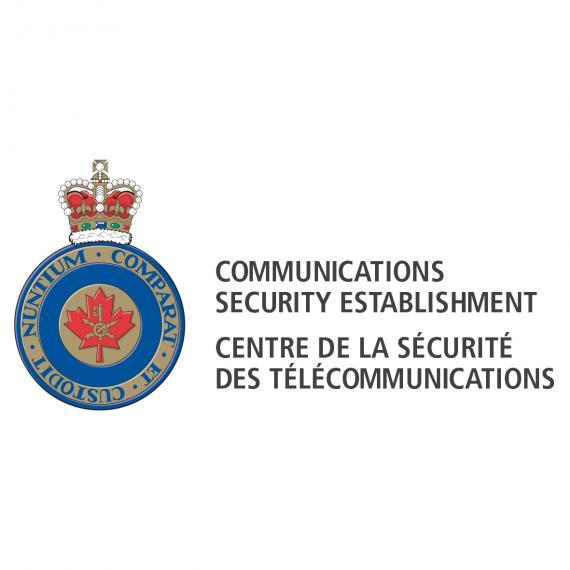 NUNTIUM · COMPARAT · ET · CUSTODIT ·
COMMUNICATIONS
SECURITY ESTABLISHMENT
CENTRE DE LA SÉCURITÉ
DES TÉLÉCOMMUNICATIONS